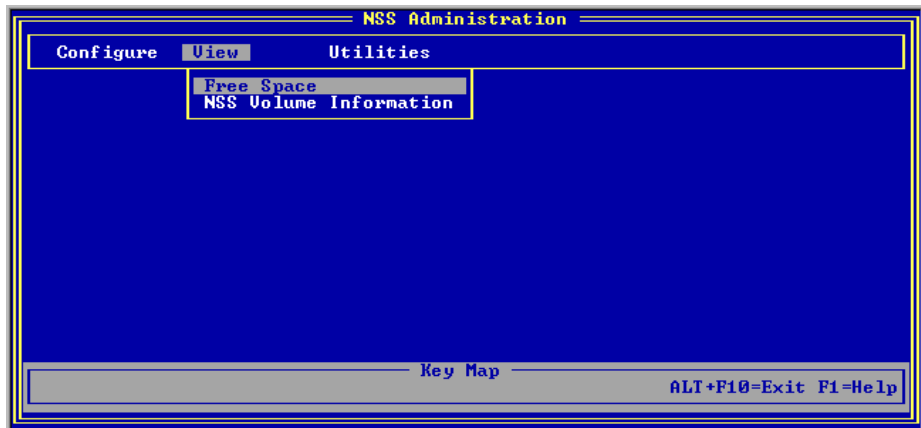 NSS Administration
Configure View Utilities
Free Space
NSS Volume Information
Key Map
ALT+F10=Exit F1=Help